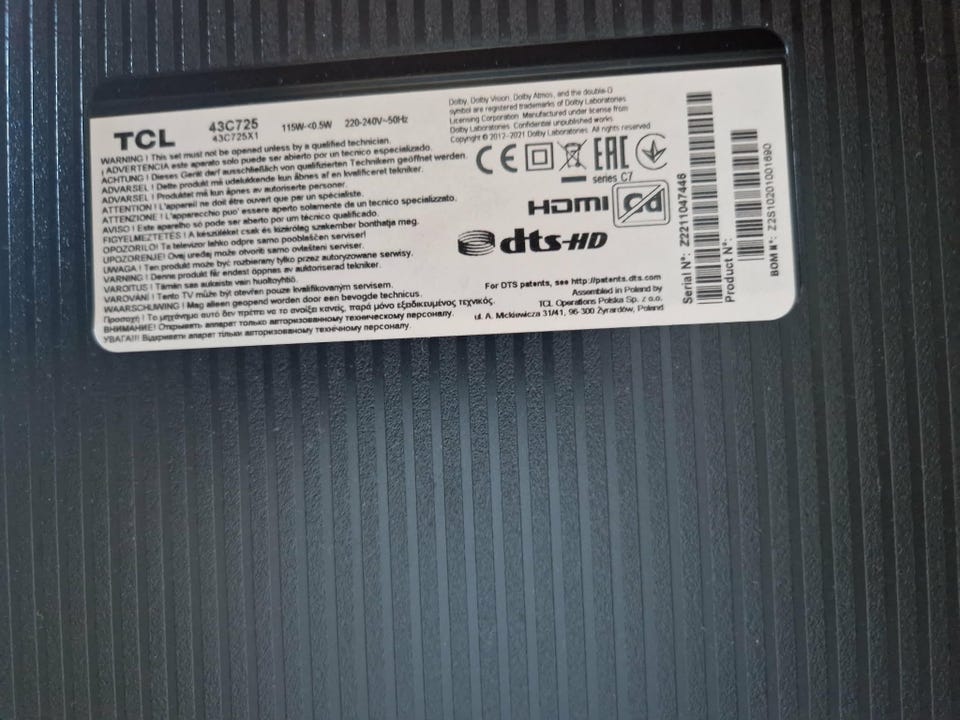 TCL
43C725
43C725X1
115W-<0.5W
220-240V~50Hz
WARNING ! This set must not be opened unless by a qualified technician.
¡ ADVERTENCIA este aparato solo puede ser abierto por un tecnico especializado.
ACHTUNG ! Dieses Gerät darf ausschließlich von qualifizierten Technikern geöffnet werden.
ADVARSEL ! Dette produkt må udelukkende kun åbnes af en kvalificeret tekniker.
ADVARSEL ! Produktet må kun åpnes av autoriserte personer.
ATTENTION ! L'appareil ne doit être ouvert que par un spécialiste.
ATTENZIONE ! L'apparecchio puo' essere aperto solamente da un tecnico specializzato.
AVISO ! Este aparelho só pode ser aberto por um técnico qualificado.
FIGYELMEZTETÉS ! A készüléket csak és kizárólag szakember bonthatja meg.
OPOZORILO! Ta televizor lahko odpre samo pooblaščen serviser!
UPOZORENJE! Ovaj uređaj može otvoriti samo ovlašteni serviser.
UWAGA ! Ten produkt może być rozbierany tylko przez autoryzowane serwisy.
VARNING ! Denne produkt får endast öppnas av auktoriserad tekniker.
VAROITUS ! Tämän saa aukaista vain huoltoyhtiö.
VAROVÁNÍ ! Tento TV může být otevřen pouze kvalifikovaným servisem.
WAARSCHUWING ! Mag alleen geopend worden door een bevoegde technicus.
Προσοχή ! Το μηχάνημα αυτό δεν πρέπει να το ανοίξει κανείς, παρά μόνο εξειδικευμένος τεχνικός.
ВНИМАНИЕ! Открывать аппарат только авторизованному техническому персоналу.
УВАГА!!! Відкривати апарат тільки авторизованному технічному персоналу.
Dolby, Dolby Vision, Dolby Atmos, and the double-D
symbol are registered trademarks of Dolby Laboratories
Licensing Corporation. Manufactured under license from
Dolby Laboratories. Confidential unpublished works.
Copyright © 2012–2021 Dolby Laboratories. All rights reserved
CE EAC
series C7
HDMI
dts-HD
For DTS patents, see http://patents.dts.com
Assembled in Poland by
TCL Operations Polska Sp. z o.o.
ul. A. Mickiewicza 31/41, 96-300 Żyrardów, Poland
Serial N°: Z2211047446
Product N°:
BOM N°: Z2S10201001690